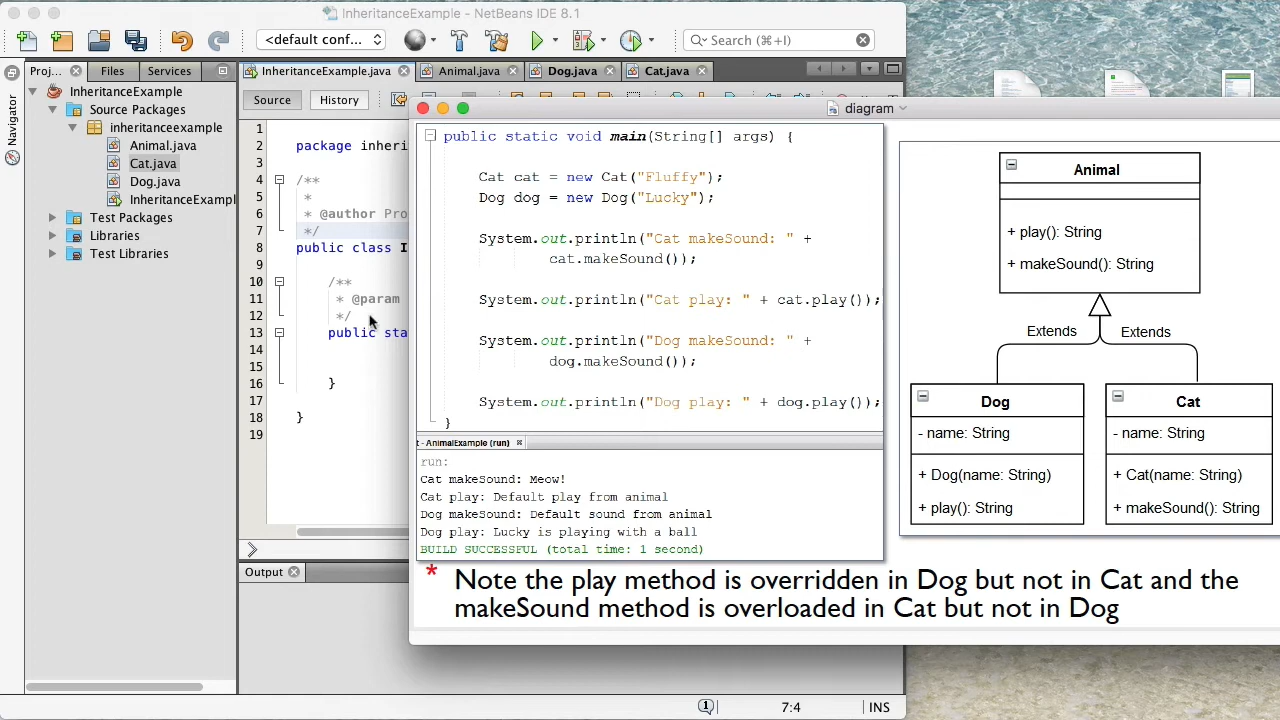 InheritanceExample - NetBeans IDE 8.1
<default conf...
Search (⌘+I)
Proj...
Files
Services
InheritanceExample.java
Animal.java
Dog.java
Cat.java
Navigator
InheritanceExample
Source Packages
inheritanceexample
Animal.java
Cat.java
Dog.java
InheritanceExampl
Test Packages
Libraries
Test Libraries
Source
History
1
2 package inheri
3
4 /**
5 *
6 * @author Pro
7 */
8 public class I
9
10 /**
11 * @param
12 */
13 public sta
14
15
16 }
17
18 }
19
Output
diagram
public static void main(String[] args) {
Cat cat = new Cat("Fluffy");
Dog dog = new Dog("Lucky");
System.out.println("Cat makeSound: " +
cat.makeSound());
System.out.println("Cat play: " + cat.play());
System.out.println("Dog makeSound: " +
dog.makeSound());
System.out.println("Dog play: " + dog.play());
}
t - AnimalExample (run)
run:
Cat makeSound: Meow!
Cat play: Default play from animal
Dog makeSound: Default sound from animal
Dog play: Lucky is playing with a ball
BUILD SUCCESSFUL (total time: 1 second)
Animal
+ play(): String
+ makeSound(): String
Extends
Extends
Dog
- name: String
+ Dog(name: String)
+ play(): String
Cat
- name: String
+ Cat(name: String)
+ makeSound(): String
* Note the play method is overridden in Dog but not in Cat and the
makeSound method is overloaded in Cat but not in Dog
1
7:4
INS